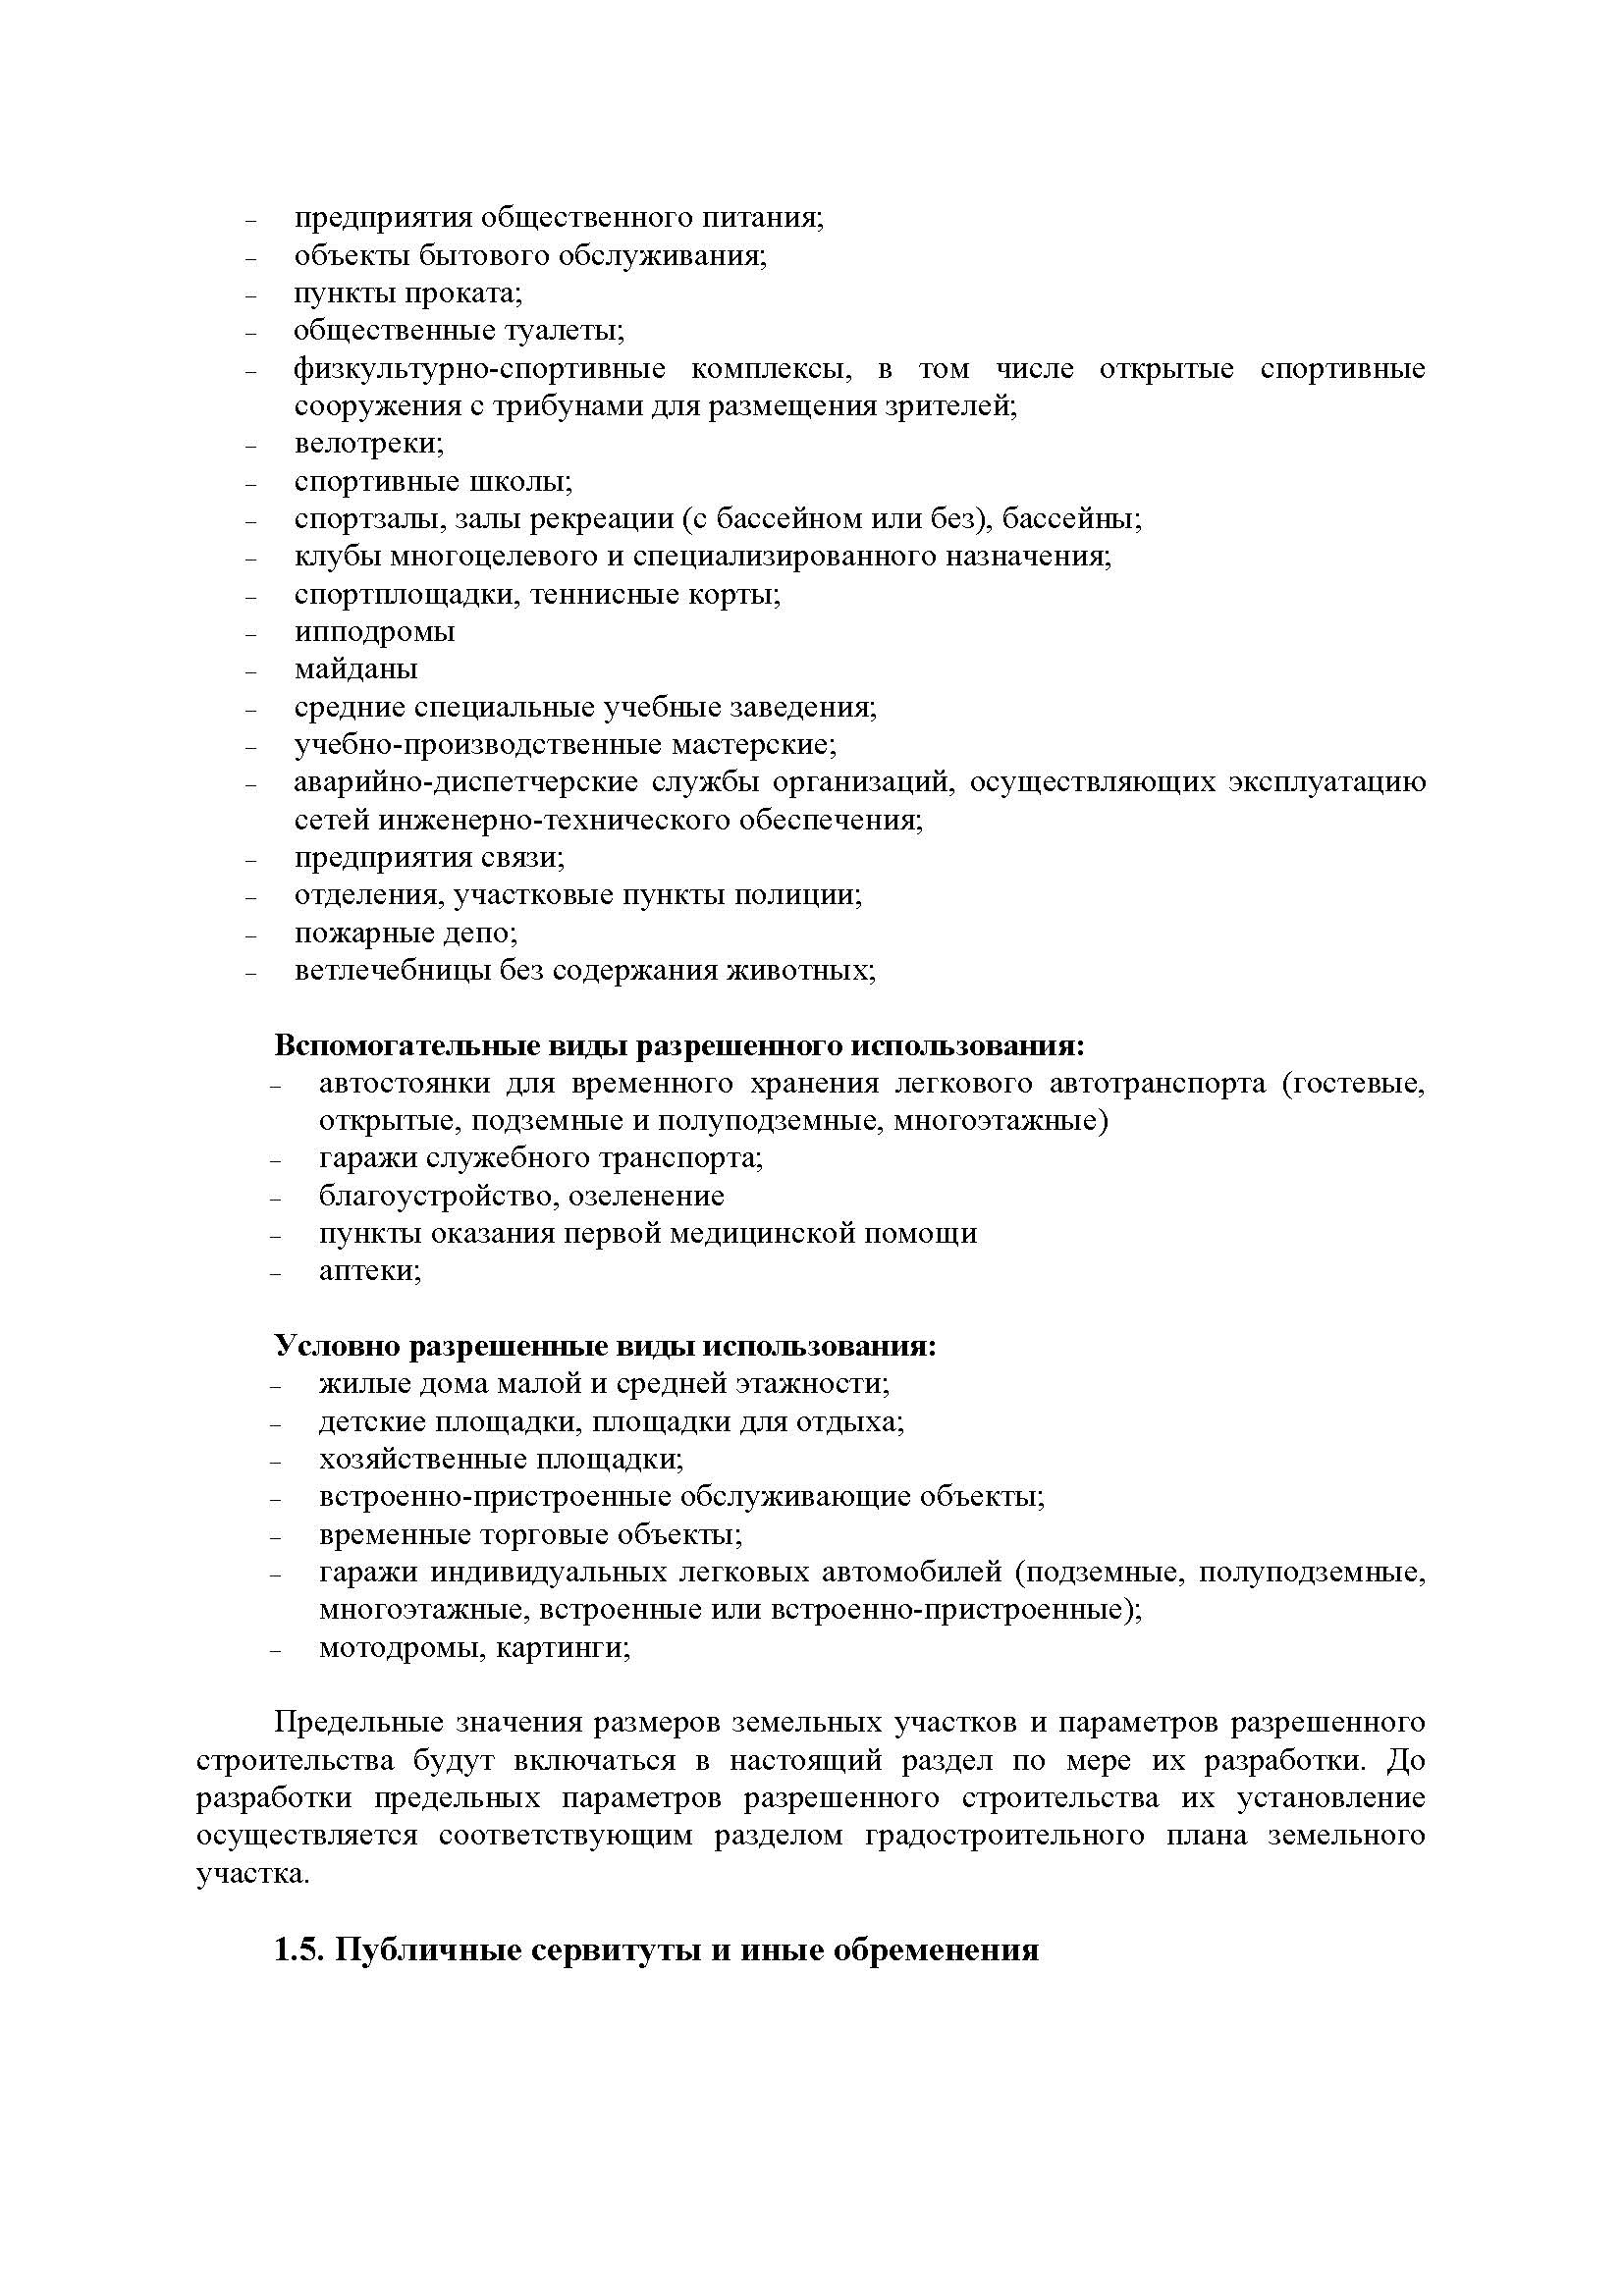 – предприятия общественного питания;
– объекты бытового обслуживания;
– пункты проката;
– общественные туалеты;
– физкультурно-спортивные комплексы, в том числе открытые спортивные
сооружения с трибунами для размещения зрителей;
– велотреки;
– спортивные школы;
– спортзалы, залы рекреации (с бассейном или без), бассейны;
– клубы многоцелевого и специализированного назначения;
– спортплощадки, теннисные корты;
– ипподромы
– майданы
– средние специальные учебные заведения;
– учебно-производственные мастерские;
– аварийно-диспетчерские службы организаций, осуществляющих эксплуатацию
сетей инженерно-технического обеспечения;
– предприятия связи;
– отделения, участковые пункты полиции;
– пожарные депо;
– ветлечебницы без содержания животных;
Вспомогательные виды разрешенного использования:
– автостоянки для временного хранения легкового автотранспорта (гостевые,
открытые, подземные и полуподземные, многоэтажные)
– гаражи служебного транспорта;
– благоустройство, озеленение
– пункты оказания первой медицинской помощи
– аптеки;
Условно разрешенные виды использования:
– жилые дома малой и средней этажности;
– детские площадки, площадки для отдыха;
– хозяйственные площадки;
– встроенно-пристроенные обслуживающие объекты;
– временные торговые объекты;
– гаражи индивидуальных легковых автомобилей (подземные, полуподземные,
многоэтажные, встроенные или встроенно-пристроенные);
– мотодромы, картинги;
Предельные значения размеров земельных участков и параметров разрешенного
строительства будут включаться в настоящий раздел по мере их разработки. До
разработки предельных параметров разрешенного строительства их установление
осуществляется соответствующим разделом градостроительного плана земельного
участка.
1.5. Публичные сервитуты и иные обременения